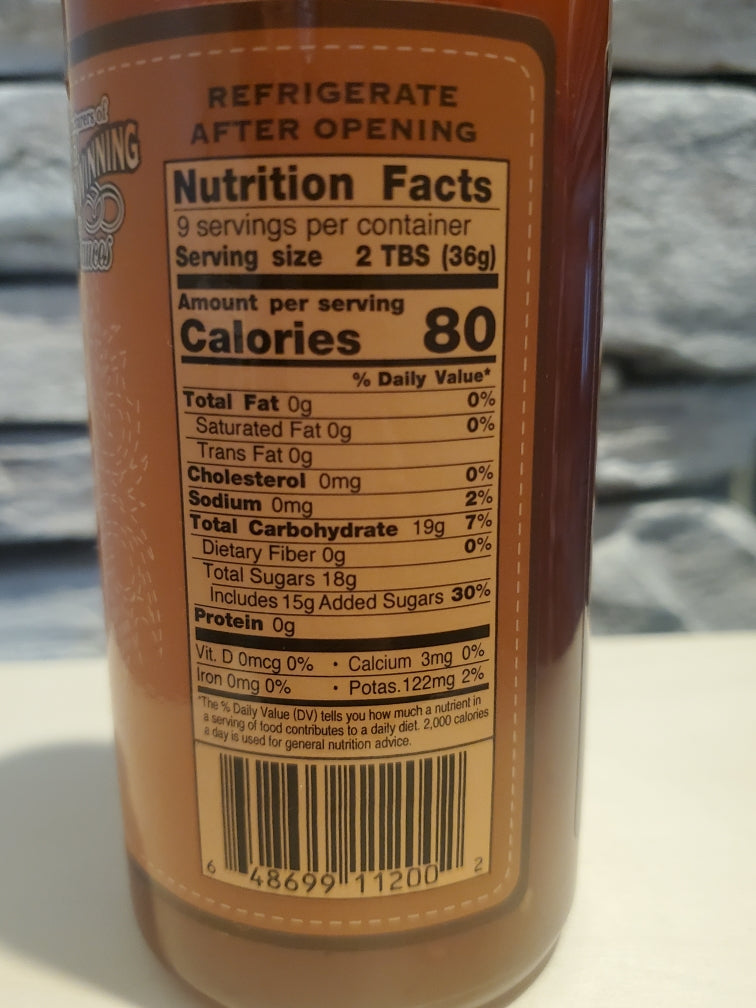 REFRIGERATE
AFTER OPENING
INNING
Nutrition Facts
9 servings per container
Serving size 2 TBS (36g)
Amount per serving
Calories 80
% Daily Value*
Total Fat 0g 0%
Saturated Fat 0g 0%
Trans Fat 0g
Cholesterol 0mg 0%
Sodium 0mg 2%
Total Carbohydrate 19g 7%
Dietary Fiber 0g 0%
Total Sugars 18g
Includes 15g Added Sugars 30%
Protein 0g
Vit. D 0mcg 0% • Calcium 3mg 0%
Iron 0mg 0% • Potas.122mg 2%
*The % Daily Value (DV) tells you how much a nutrient in
a serving of food contributes to a daily diet. 2,000 calories
a day is used for general nutrition advice.
6 48699 11200 2